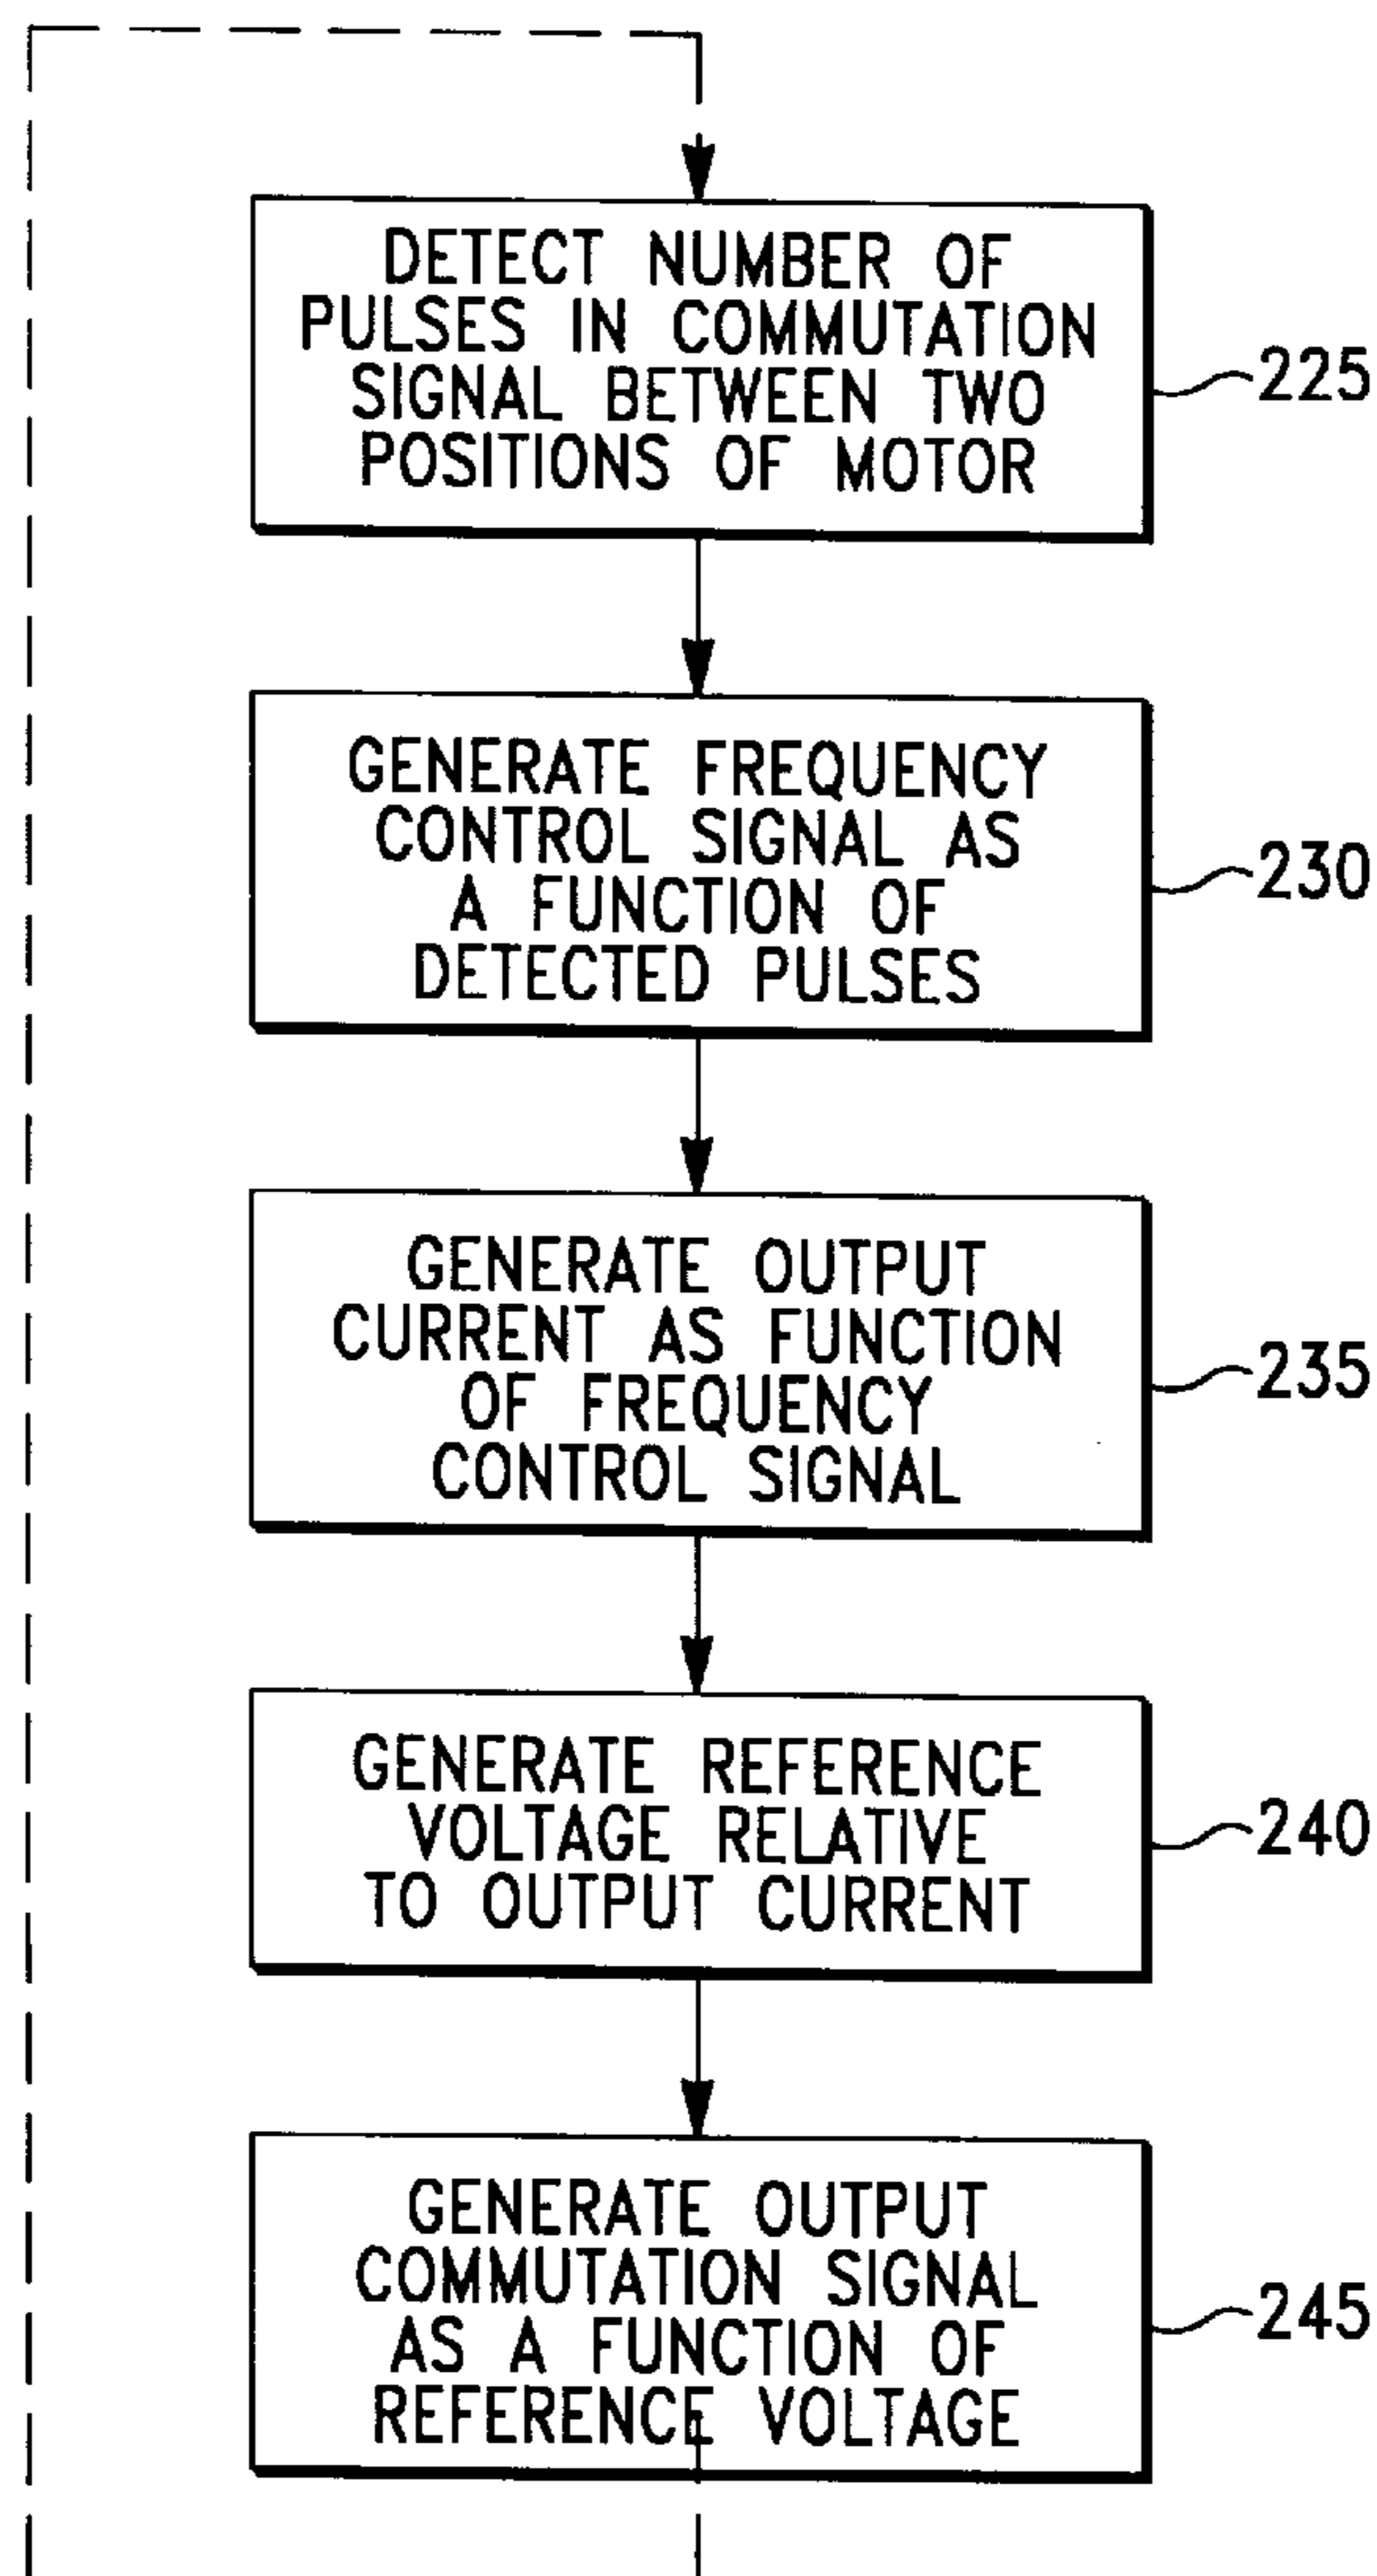 DETECT NUMBER OF
PULSES IN COMMUTATION
SIGNAL BETWEEN TWO
POSITIONS OF MOTOR
225
GENERATE FREQUENCY
CONTROL SIGNAL AS
A FUNCTION OF
DETECTED PULSES
230
GENERATE OUTPUT
CURRENT AS FUNCTION
OF FREQUENCY
CONTROL SIGNAL
235
GENERATE REFERENCE
VOLTAGE RELATIVE
TO OUTPUT CURRENT
240
GENERATE OUTPUT
COMMUTATION SIGNAL
AS A FUNCTION OF
REFERENCE VOLTAGE
245